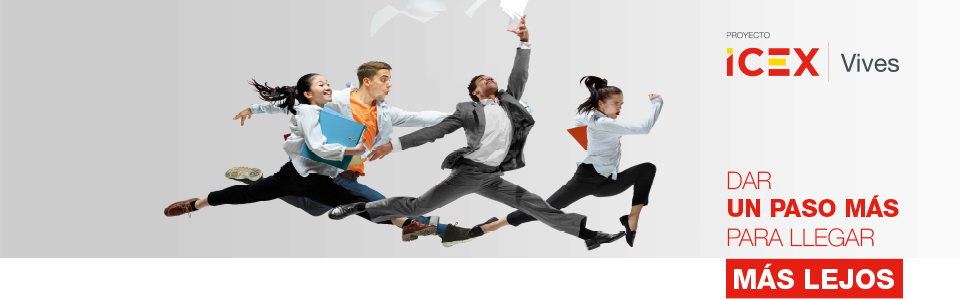 PROYECTO
ICEX Vives
DAR
UN PASO MÁS
PARA LLEGAR
MÁS LEJOS